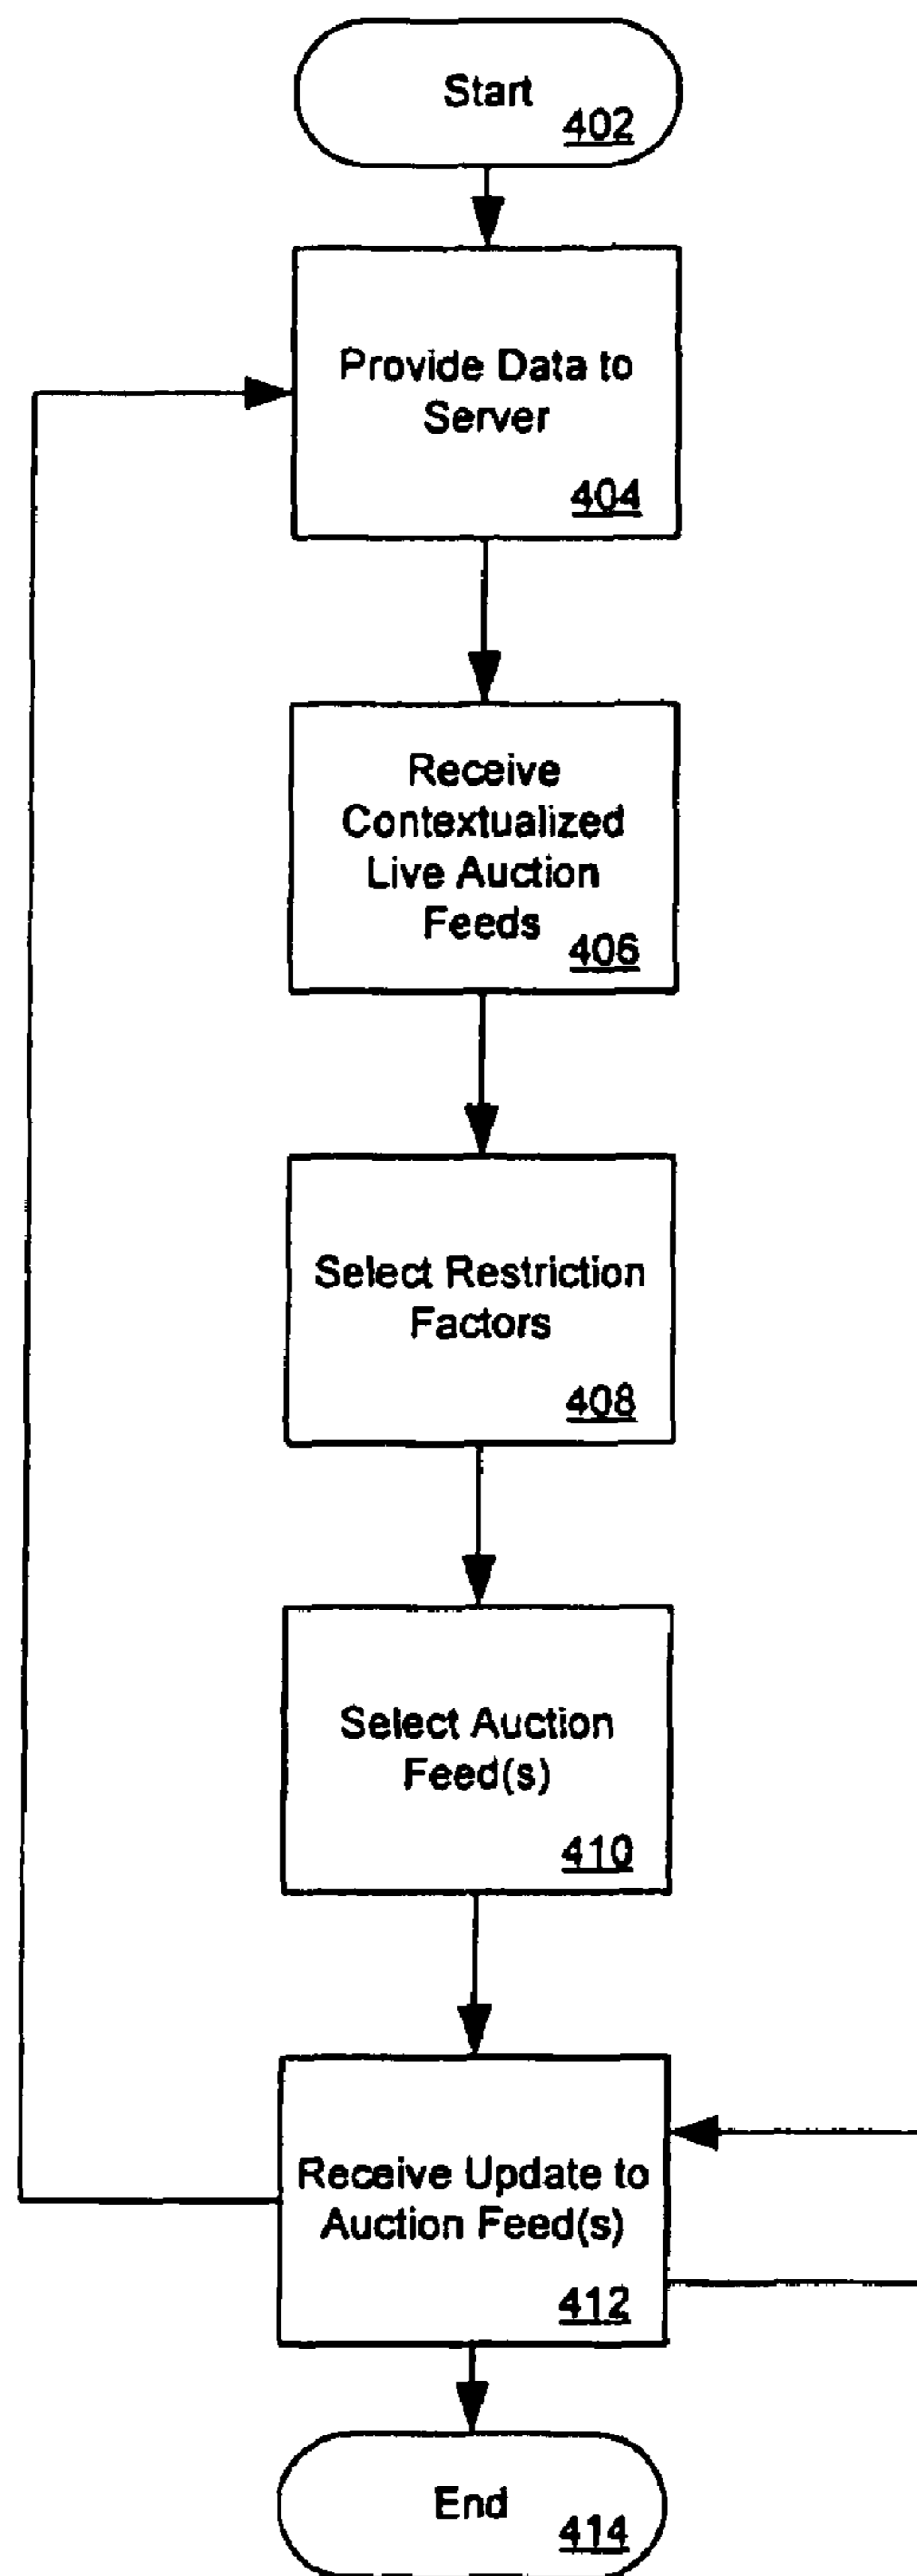 Start
402
Provide Data to
Server
404
Receive
Contextualized
Live Auction
Feeds
406
Select Restriction
Factors
408
Select Auction
Feed(s)
410
Receive Update to
Auction Feed(s)
412
End
414